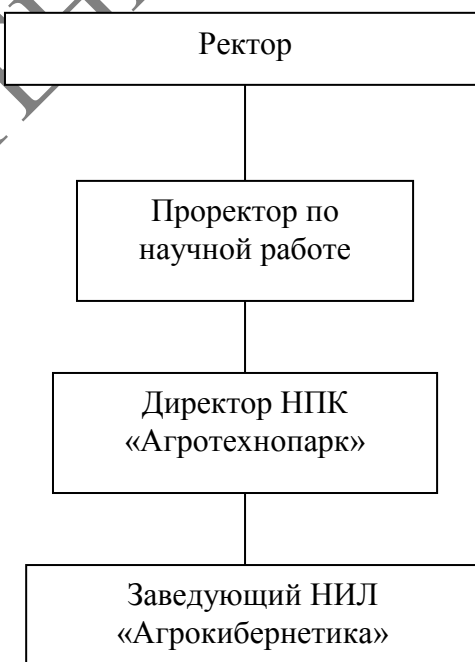 Ректор
Проректор по
научной работе
Директор НПК
«Агротехнопарк»
Заведующий НИЛ
«Агрокибернетика»